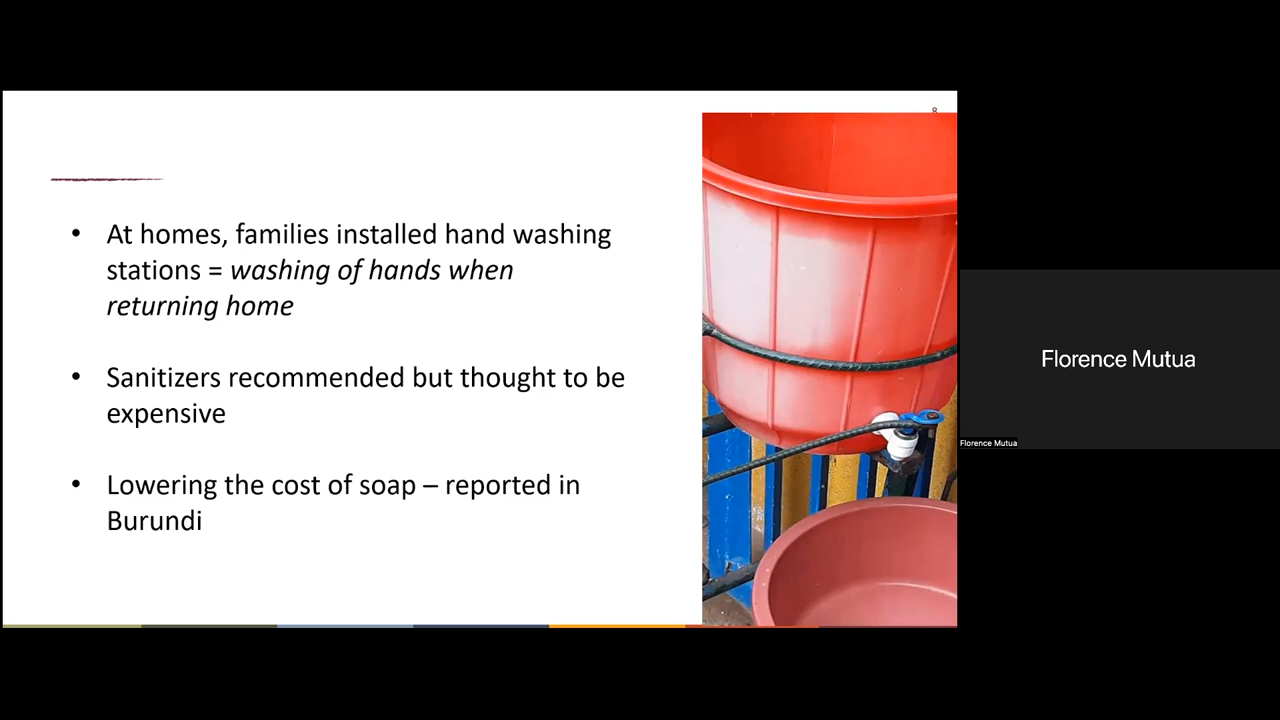 8
• At homes, families installed hand washing
stations = washing of hands when
returning home
• Sanitizers recommended but thought to be
expensive
• Lowering the cost of soap – reported in
Burundi
Florence Mutua
Florence Mutua